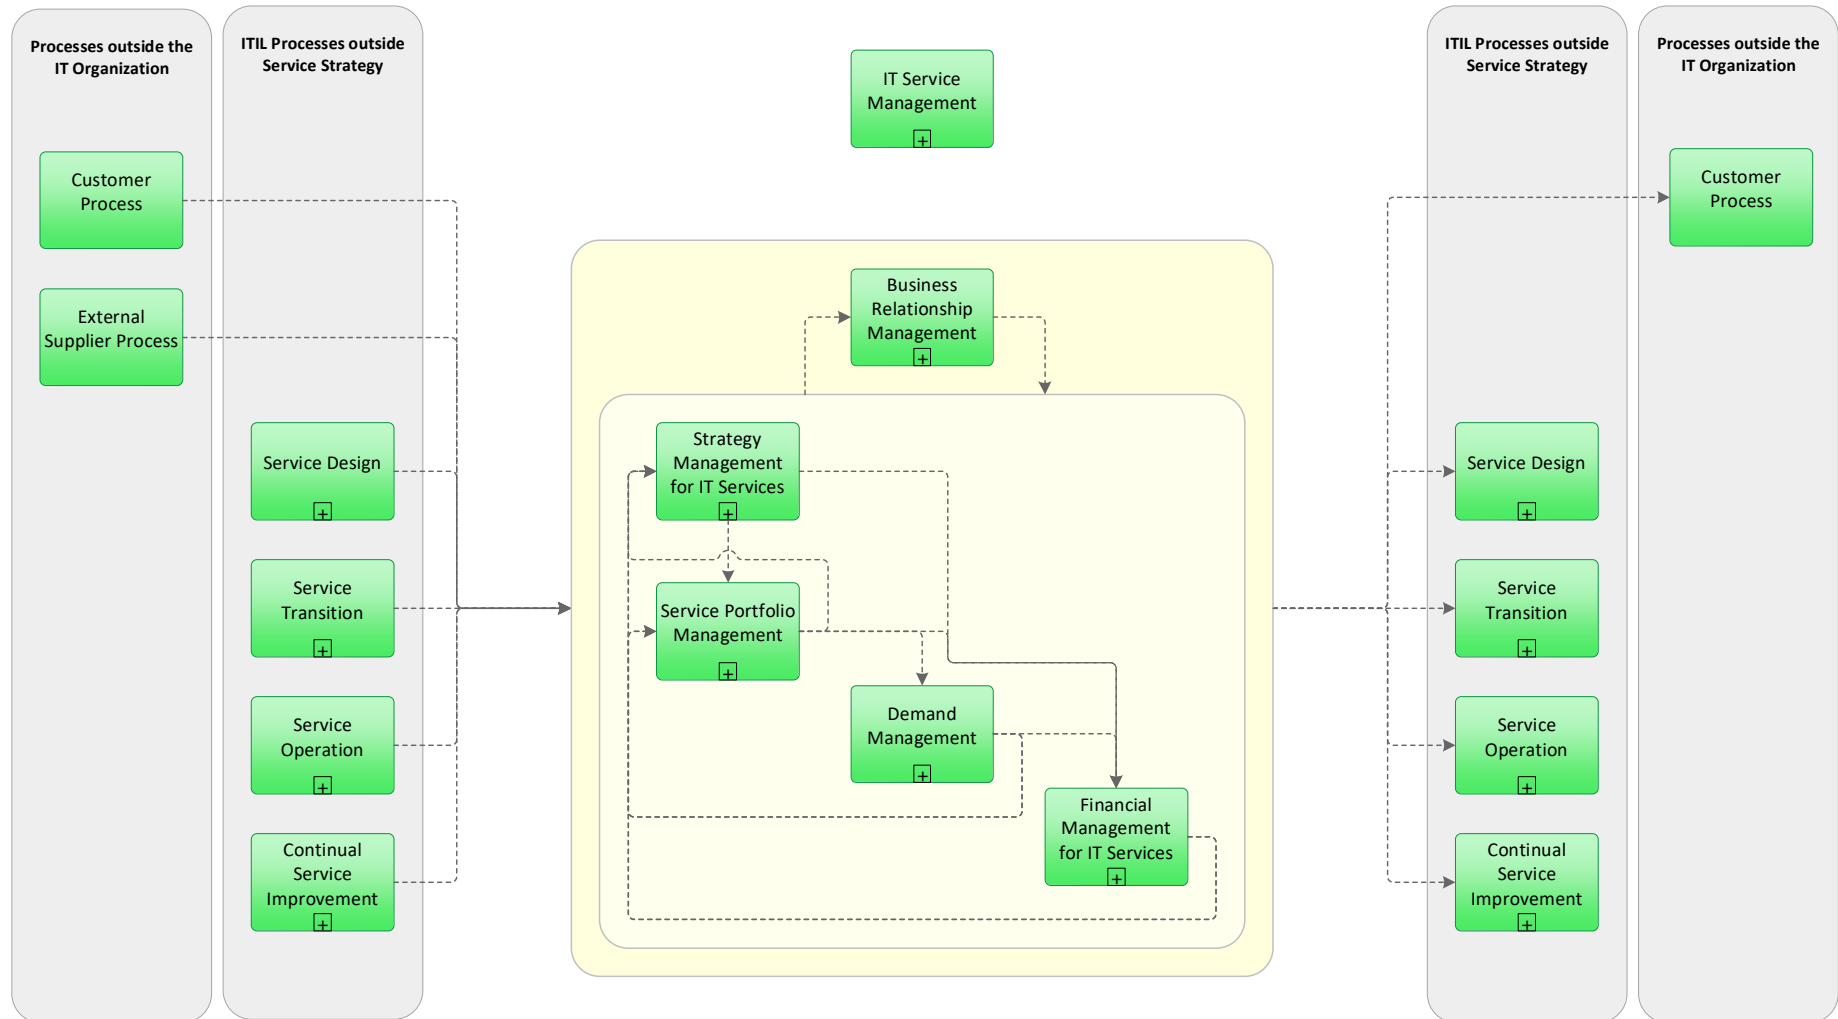 Processes outside the
IT Organization
ITIL Processes outside
Service Strategy
IT Service
Management
ITIL Processes outside
Service Strategy
Processes outside the
IT Organization
Customer
Process
Customer
Process
External
Supplier Process
Business
Relationship
Management
Service Design
Strategy
Management
for IT Services
Service Design
Service
Transition
Service Portfolio
Management
Service
Transition
Service
Operation
Demand
Management
Service
Operation
Continual
Service
Improvement
Financial
Management
for IT Services
Continual
Service
Improvement